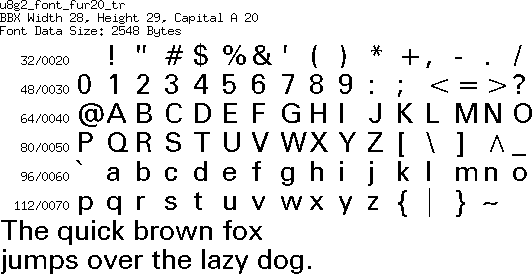 u8g2_font_fur20_tr
BBX Width 28, Height 29, Capital A 20
Font Data Size: 2548 Bytes
32/0020 ! " # $ % & ' ( ) * + , - . /
48/0030 0 1 2 3 4 5 6 7 8 9 : ; < = > ?
64/0040 @ A B C D E F G H I J K L M N O
80/0050 P Q R S T U V W X Y Z [ \ ] ^ _
96/0060 ` a b c d e f g h i j k l m n o
112/0070 p q r s t u v w x y z { | } ~
The quick brown fox
jumps over the lazy dog.